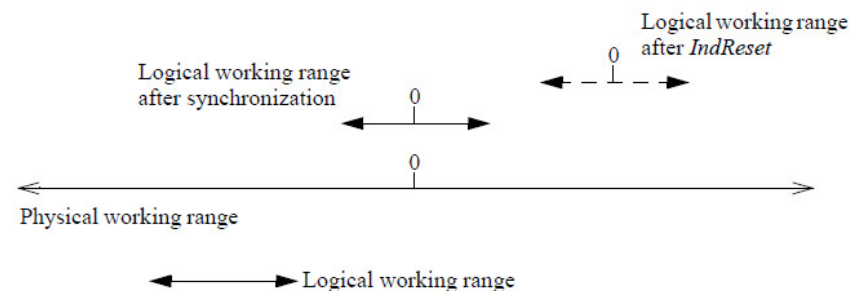 Logical working range
after IndReset
0
Logical working range
after synchronization
0
0
Physical working range
Logical working range